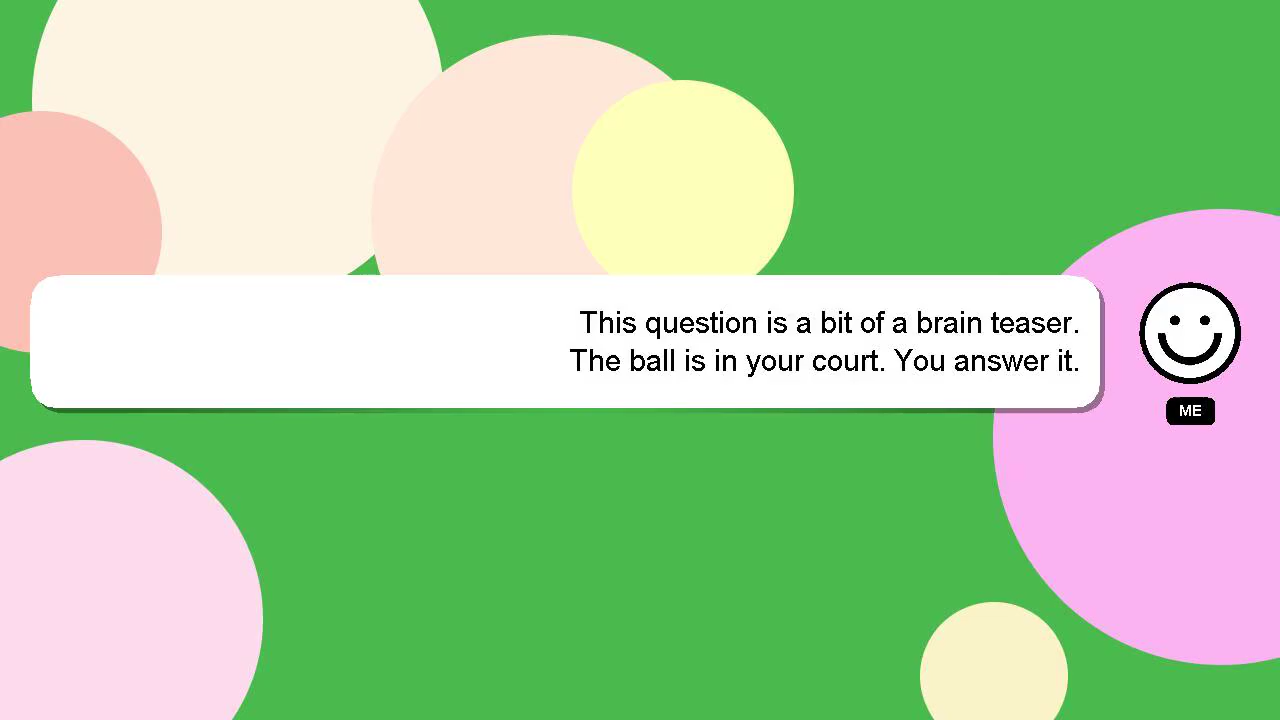 This question is a bit of a brain teaser.
The ball is in your court. You answer it.
ME